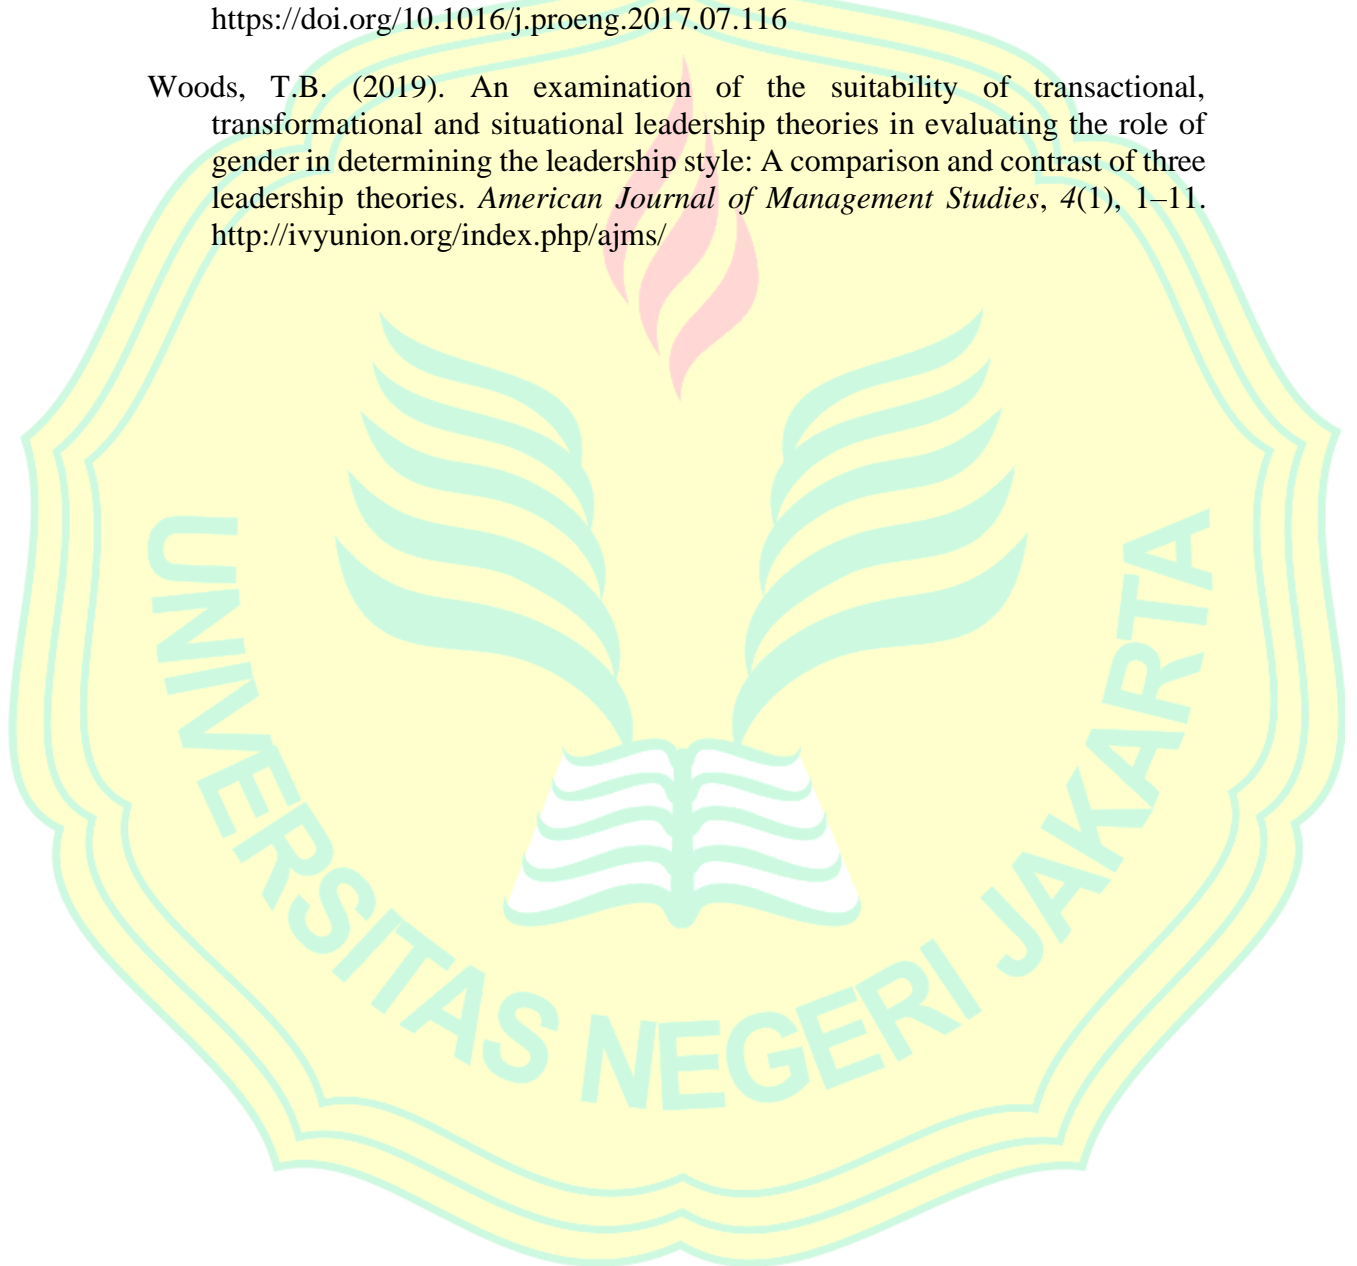 https://doi.org/10.1016/j.proeng.2017.07.116
Woods, T.B. (2019). An examination of the suitability of transactional,
transformational and situational leadership theories in evaluating the role of
gender in determining the leadership style: A comparison and contrast of three
leadership theories. American Journal of Management Studies, 4(1), 1–11.
http://ivyunion.org/index.php/ajms/
UNIVERSITAS NEGERI JAKARTA